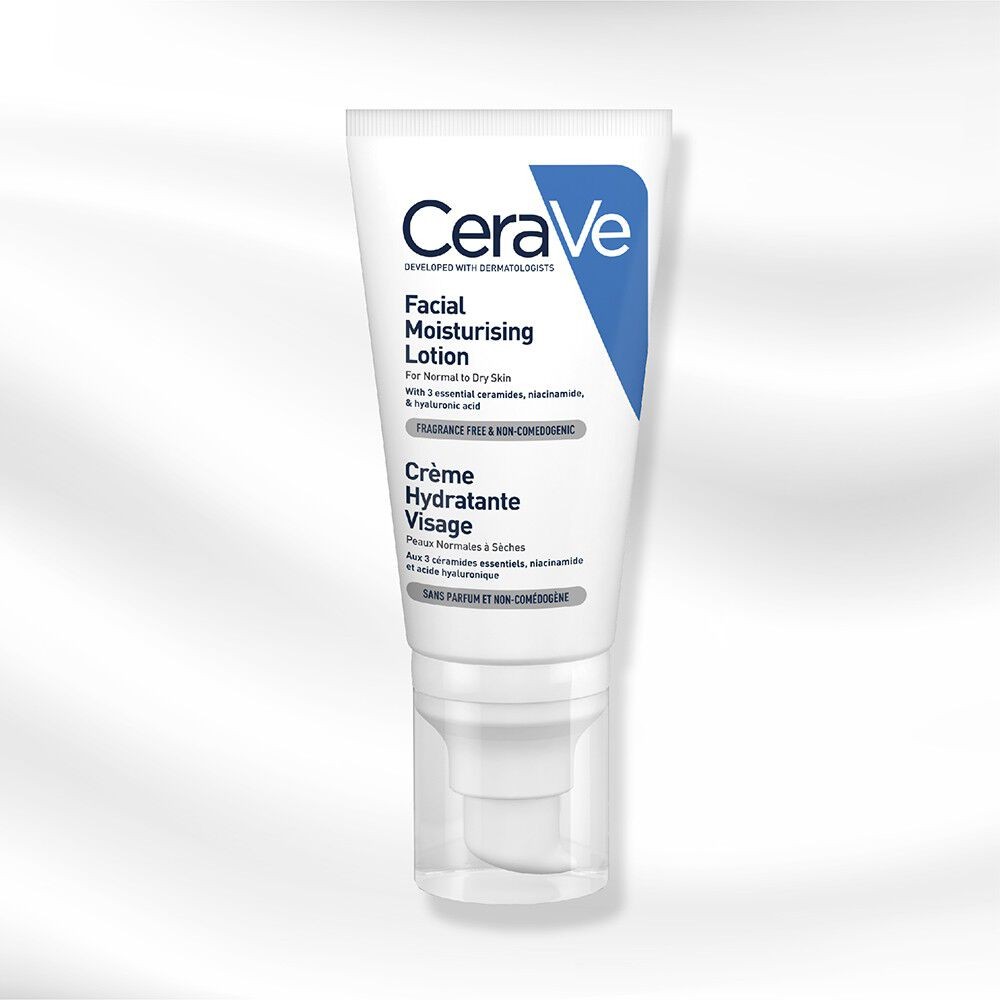 CeraVe
DEVELOPED WITH DERMATOLOGISTS
Facial
Moisturising
Lotion
For Normal to Dry Skin
With 3 essential ceramides, niacinamide,
& hyaluronic acid
FRAGRANCE FREE & NON-COMEDOGENIC
Crème
Hydratante
Visage
Peaux Normales à Sèches
Aux 3 céramides essentiels, niacinamide
et acide hyaluronique
SANS PARFUM ET NON-COMÉDOGÈNE